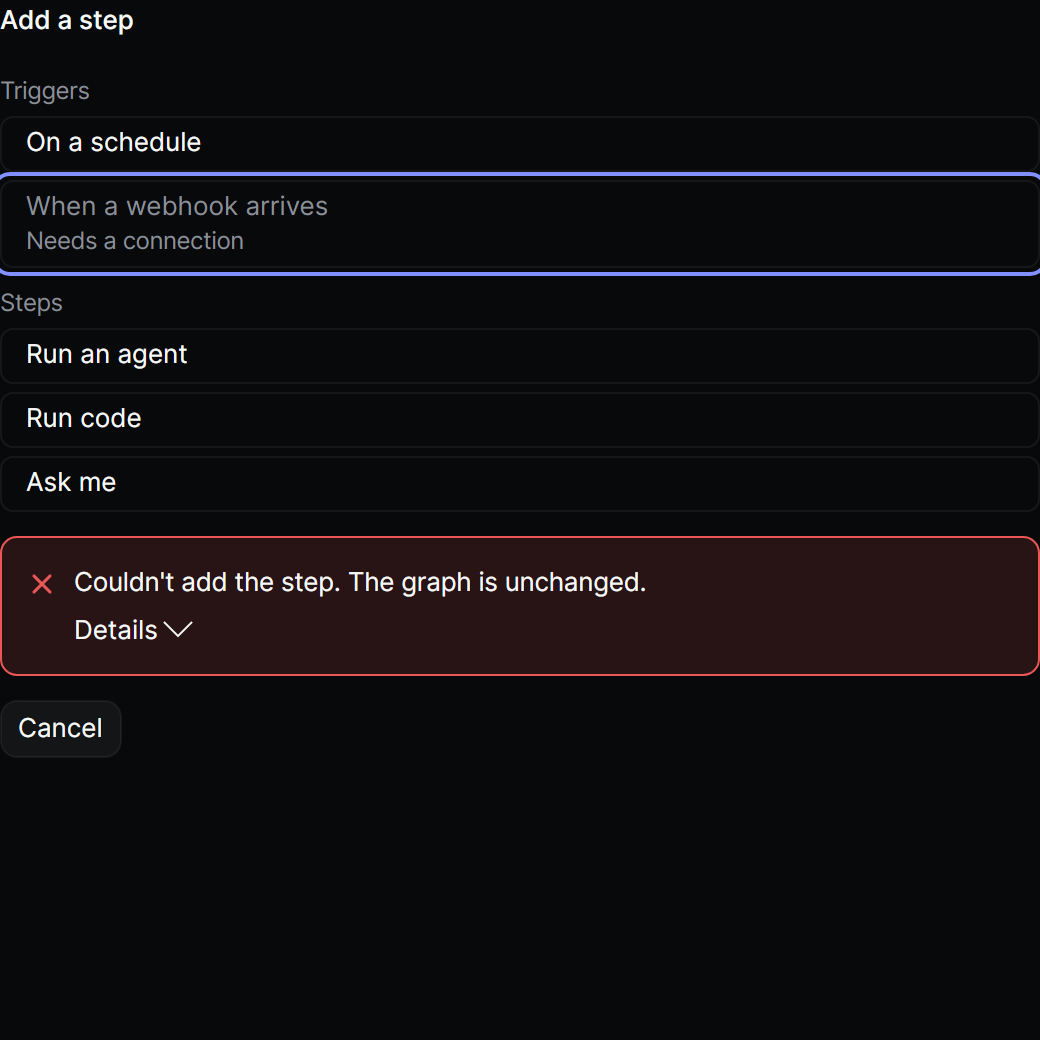 Add a step
Triggers
On a schedule
When a webhook arrives
Needs a connection
Steps
Run an agent
Run code
Ask me
Couldn't add the step. The graph is unchanged.
Details
Cancel